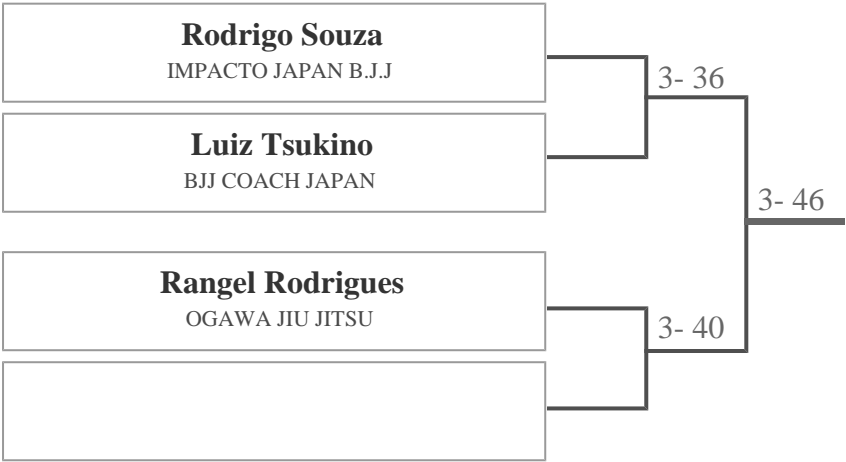 Rodrigo Souza
IMPACTO JAPAN B.J.J
3- 36
Luiz Tsukino
BJJ COACH JAPAN
3- 46
Rangel Rodrigues
OGAWA JIU JITSU
3- 40